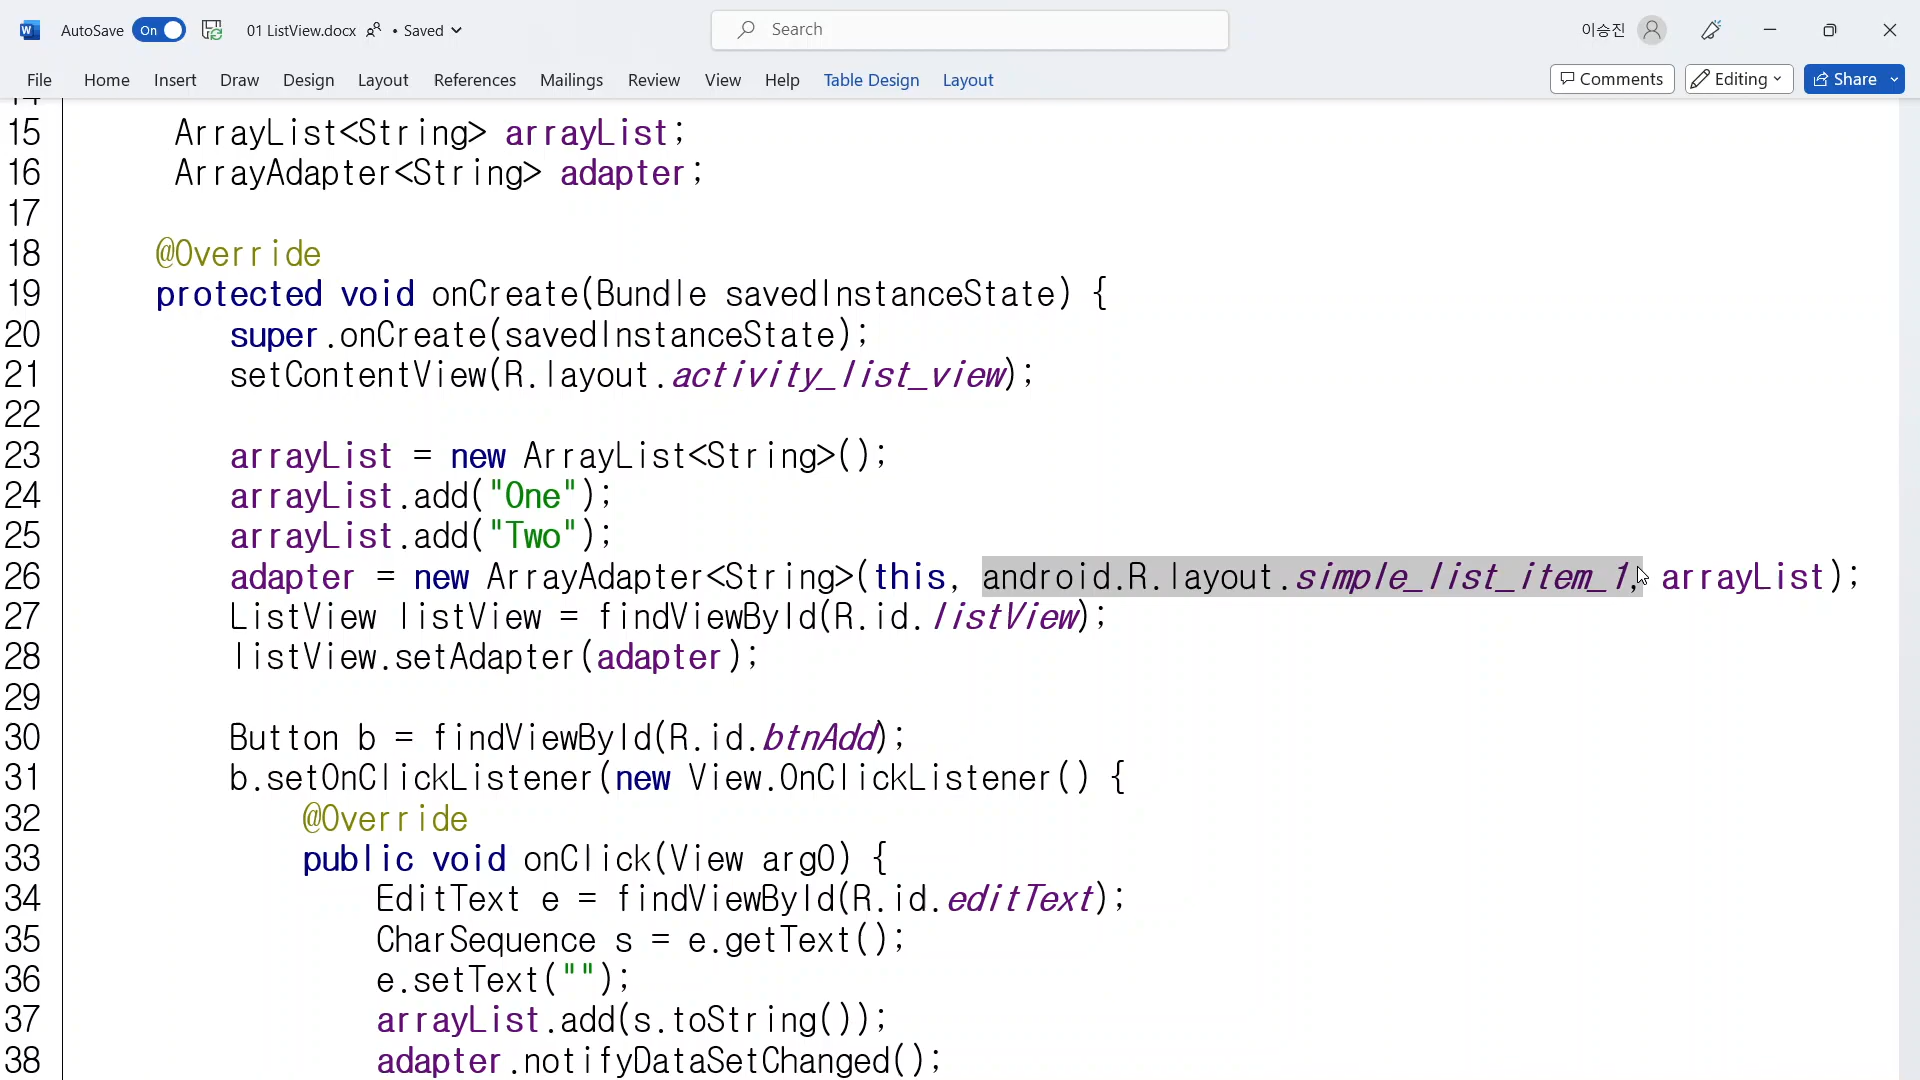 AutoSave On 01 ListView.docx • Saved Search 이승진
File Home Insert Draw Design Layout References Mailings Review View Help Table Design Layout Comments Editing Share
14
15 ArrayList<String> arrayList;
16 ArrayAdapter<String> adapter;
17
18 @Override
19 protected void onCreate(Bundle savedInstanceState) {
20 super.onCreate(savedInstanceState);
21 setContentView(R.layout.activity_list_view);
22
23 arrayList = new ArrayList<String>();
24 arrayList.add("One");
25 arrayList.add("Two");
26 adapter = new ArrayAdapter<String>(this, android.R.layout.simple_list_item_1, arrayList);
27 ListView listView = findViewById(R.id.listView);
28 listView.setAdapter(adapter);
29
30 Button b = findViewById(R.id.btnAdd);
31 b.setOnClickListener(new View.OnClickListener() {
32 @Override
33 public void onClick(View arg0) {
34 EditText e = findViewById(R.id.editText);
35 CharSequence s = e.getText();
36 e.setText("");
37 arrayList.add(s.toString());
38 adapter.notifyDataSetChanged();